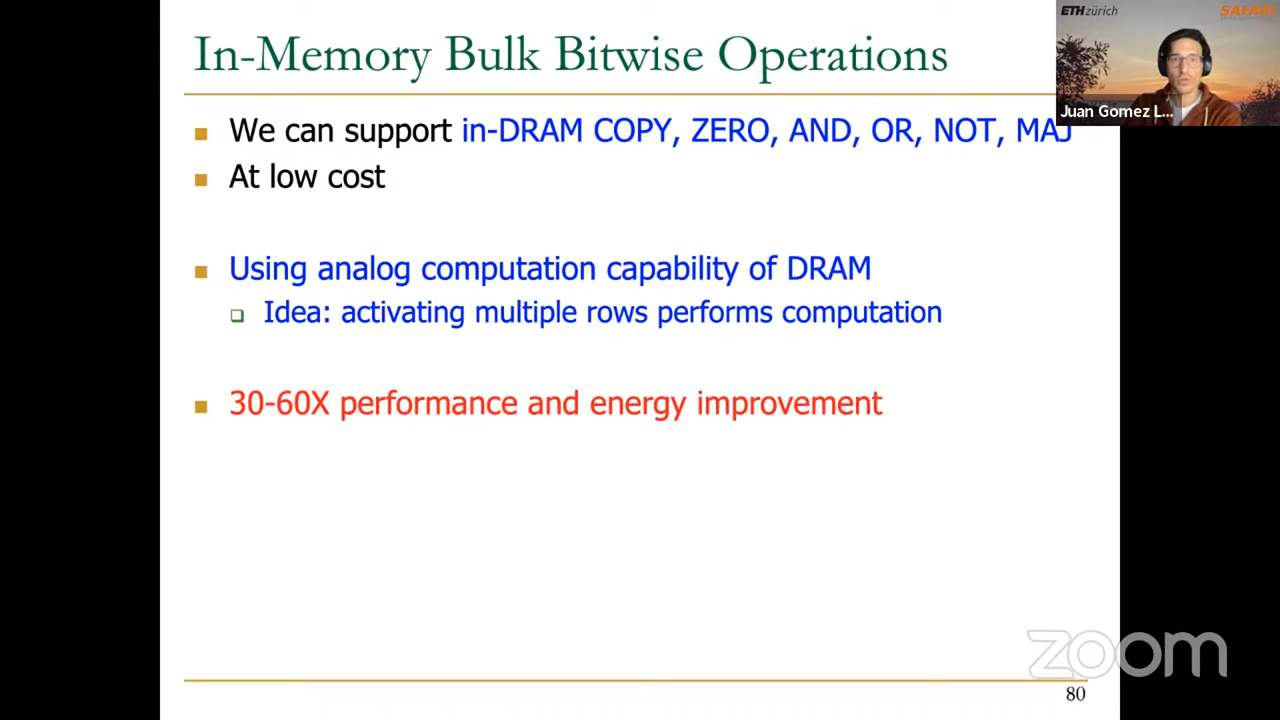 In-Memory Bulk Bitwise Operations
We can support in-DRAM COPY, ZERO, AND, OR, NOT, MAJ
At low cost
Using analog computation capability of DRAM
Idea: activating multiple rows performs computation
30-60X performance and energy improvement
80
ETH zürich
SAFARI
Juan Gomez L...
zoom